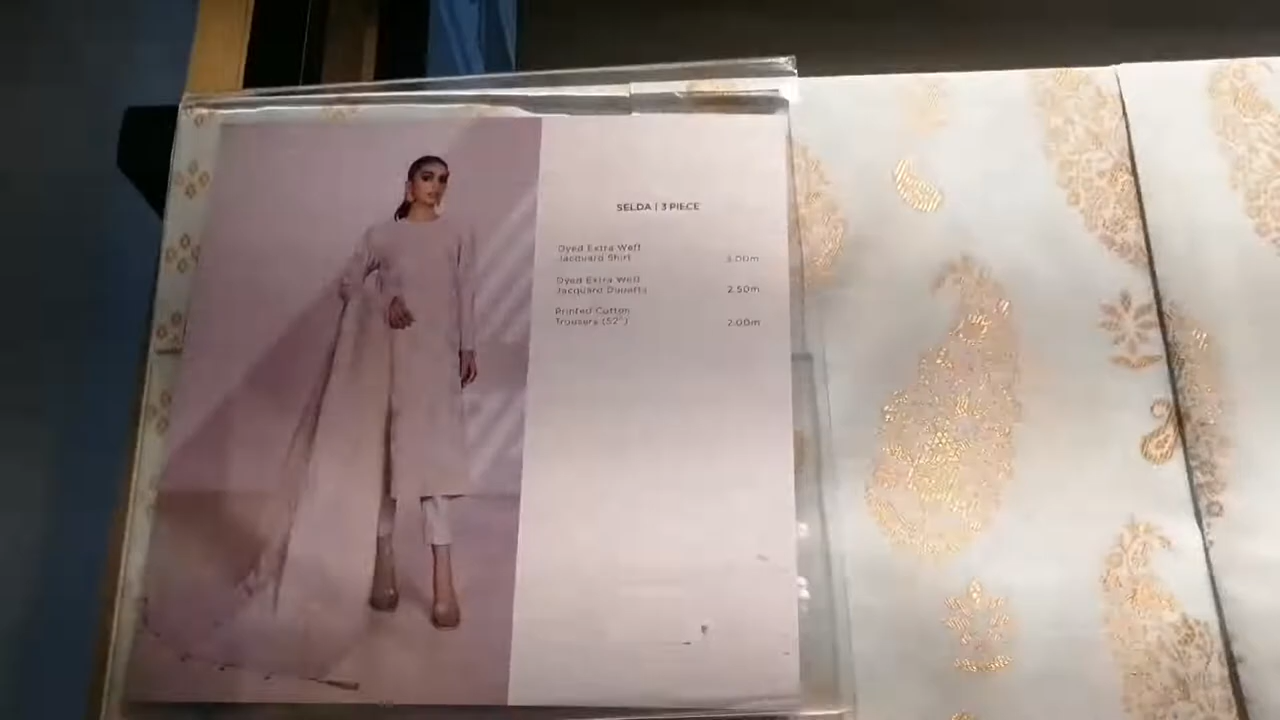 SELDA | 3 PIECE
Dyed Extra Weft
Jacquard Shirt 3.00m
Dyed Extra Weft
Jacquard Dupatta 2.50m
Printed Cotton
Trousers (52") 2.00m